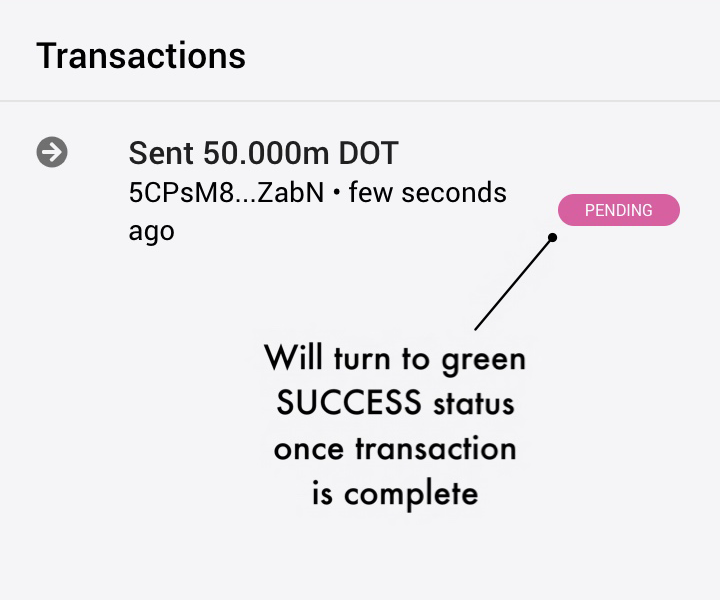 Transactions
Sent 50.000m DOT
5CPsM8...ZabN • few seconds
ago
PENDING
Will turn to green
SUCCESS status
once transaction
is complete